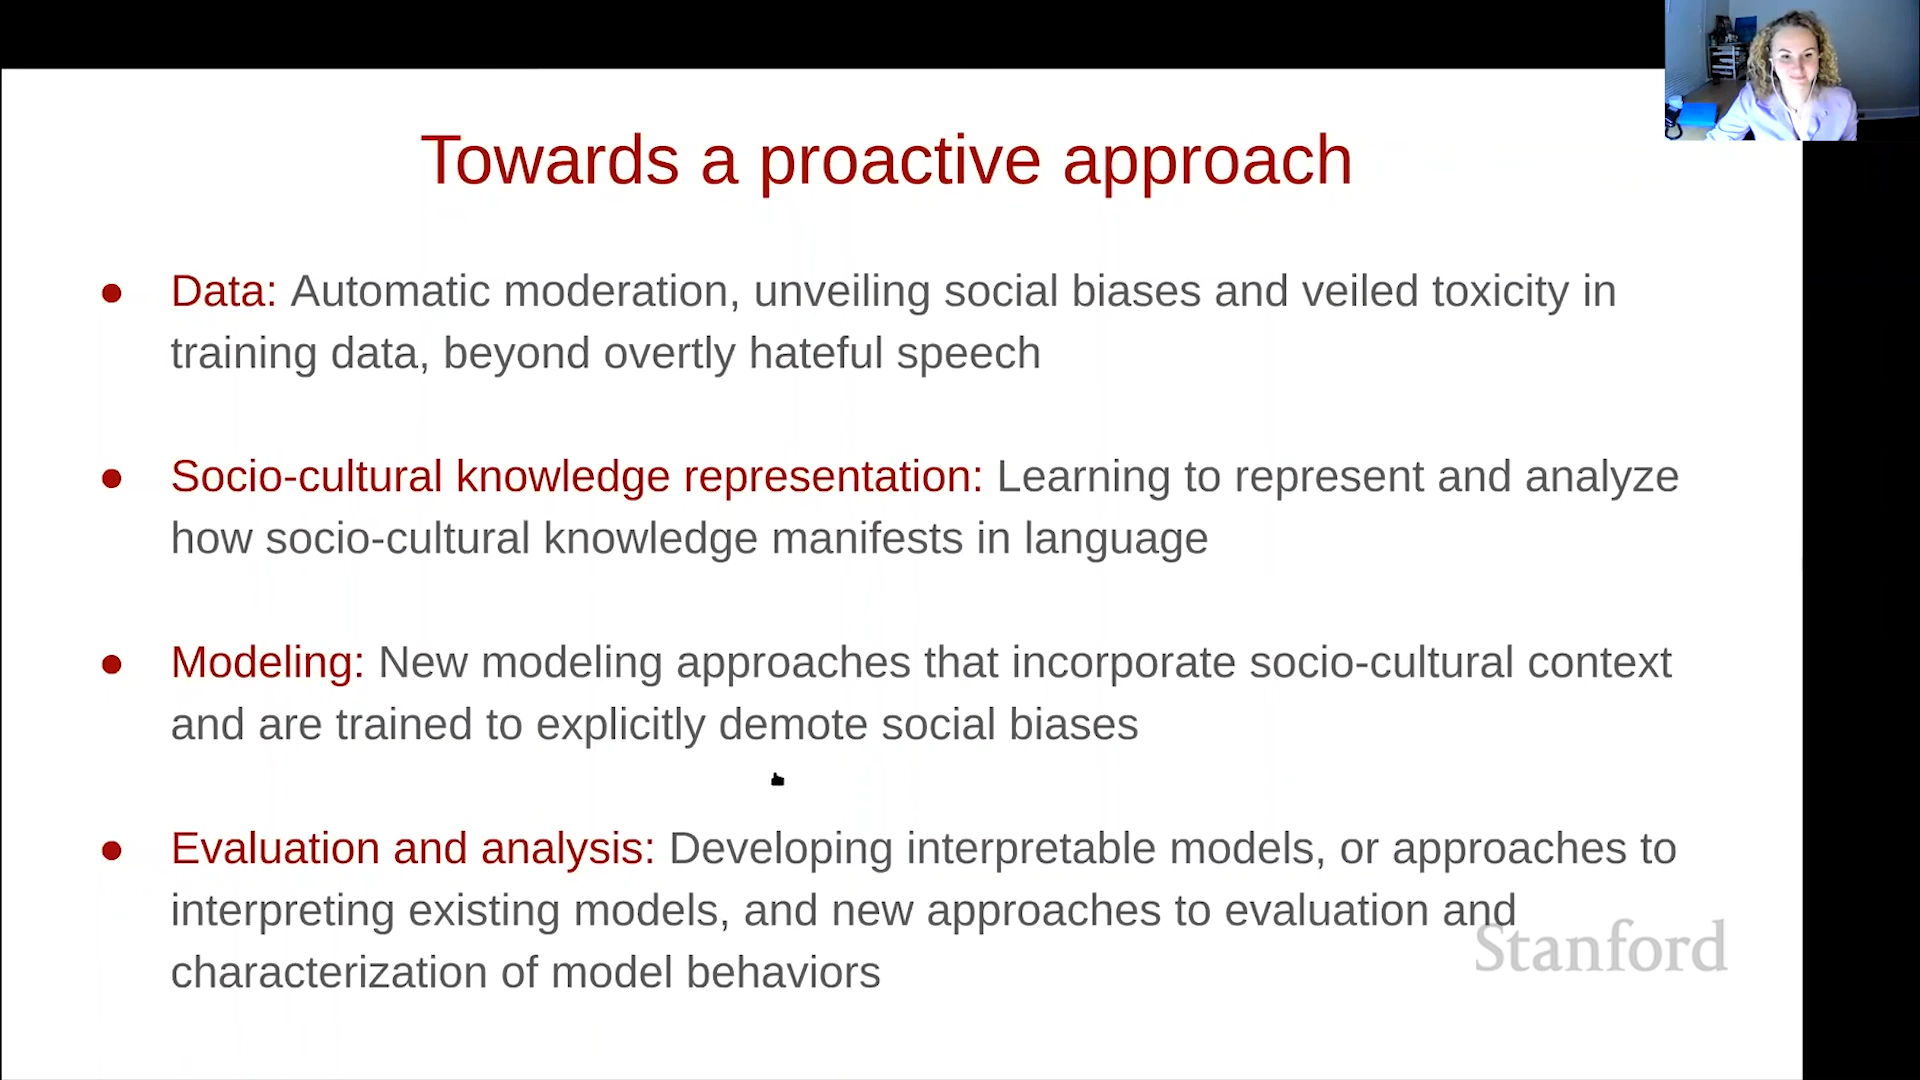 Towards a proactive approach
● Data: Automatic moderation, unveiling social biases and veiled toxicity in
training data, beyond overtly hateful speech
● Socio-cultural knowledge representation: Learning to represent and analyze
how socio-cultural knowledge manifests in language
● Modeling: New modeling approaches that incorporate socio-cultural context
and are trained to explicitly demote social biases
● Evaluation and analysis: Developing interpretable models, or approaches to
interpreting existing models, and new approaches to evaluation and
characterization of model behaviors
Stanford